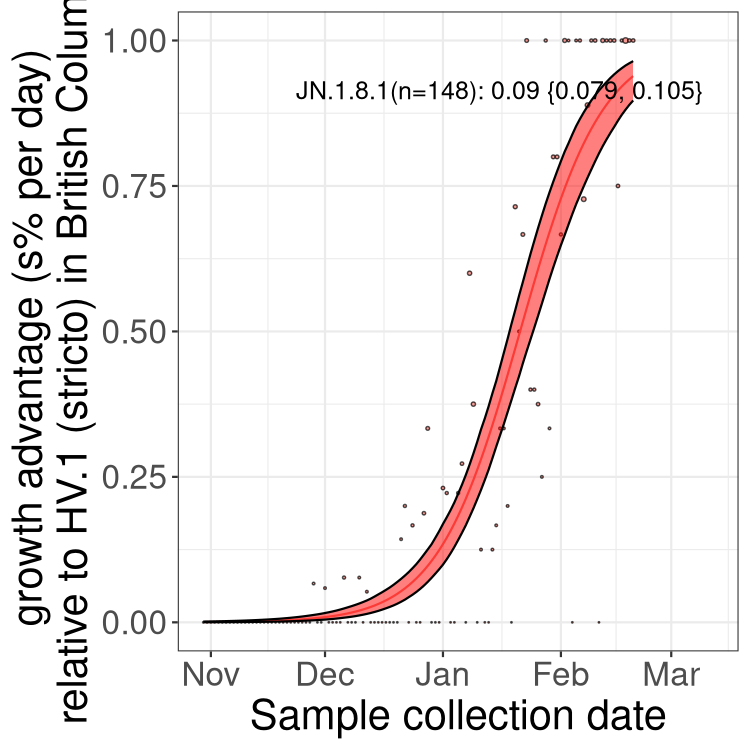 growth advantage (s% per day)
relative to HV.1 (stricto) in British Colum
1.00
0.75
0.50
0.25
0.00
JN.1.8.1(n=148): 0.09 {0.079, 0.105}
Nov Dec Jan Feb Mar
Sample collection date